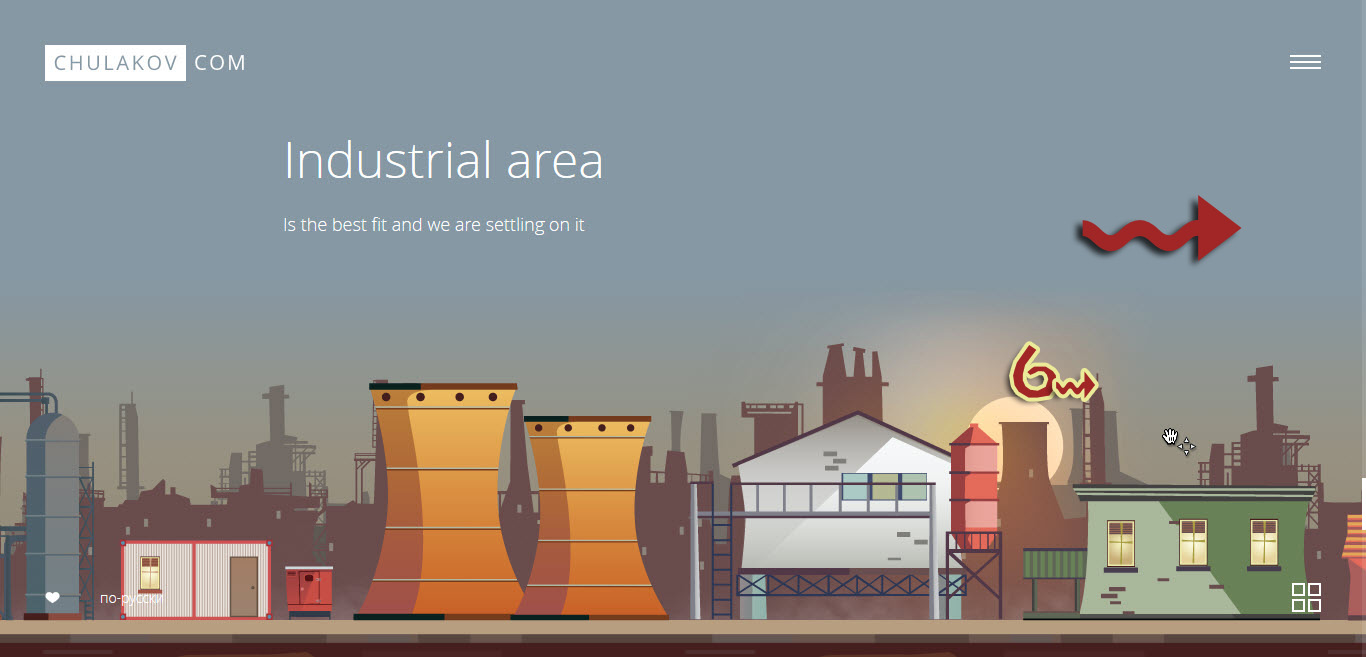 CHULAKOV COM
Industrial area
Is the best fit and we are settling on it
6
по-русски